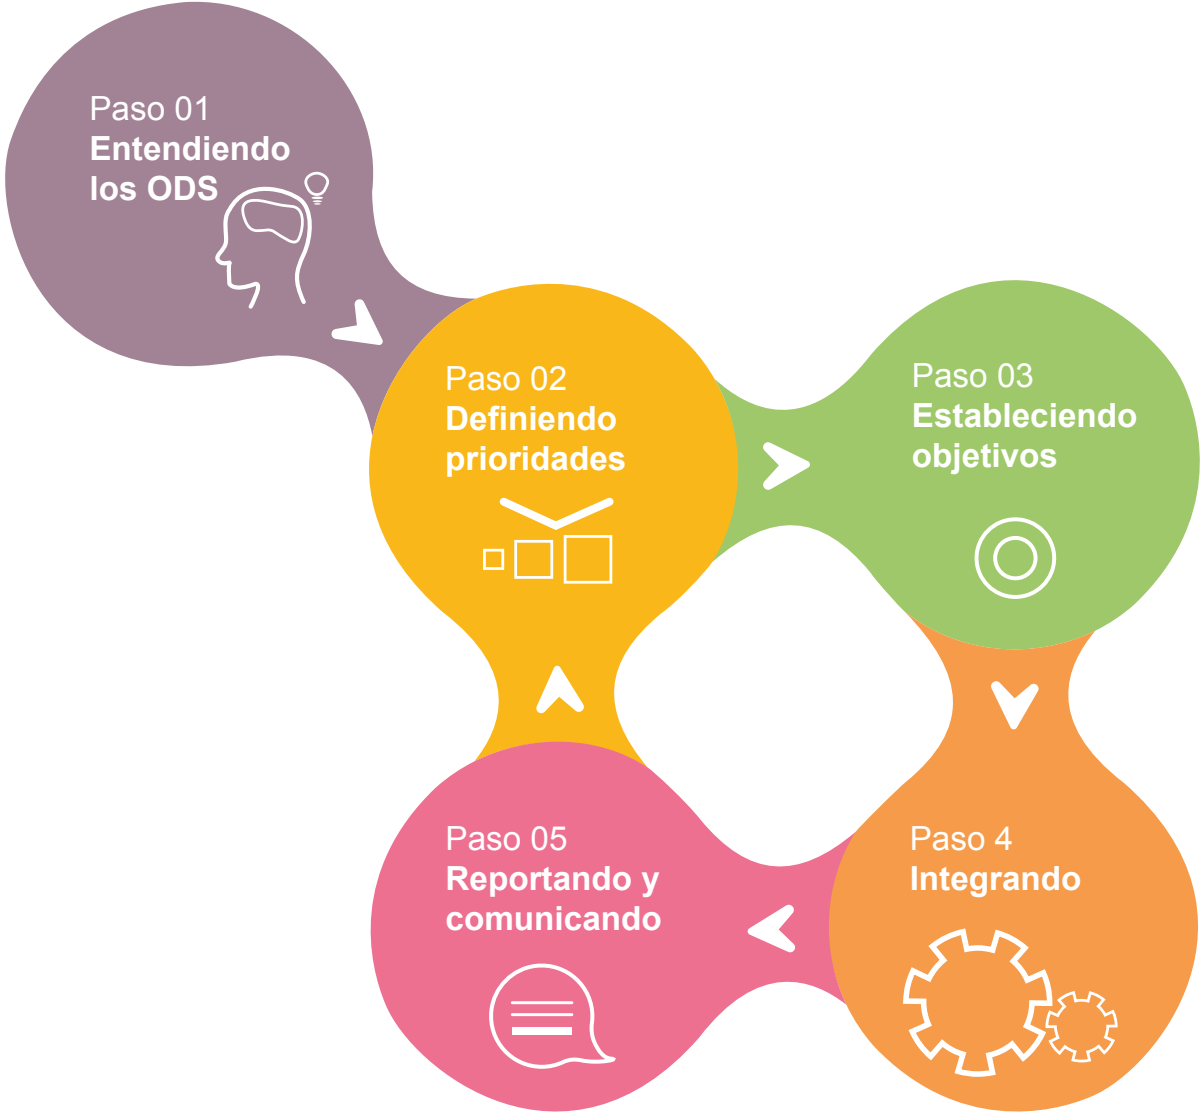 Paso 01
Entendiendo
los ODS
Paso 02
Definiendo
prioridades
Paso 03
Estableciendo
objetivos
Paso 4
Integrando
Paso 05
Reportando y
comunicando